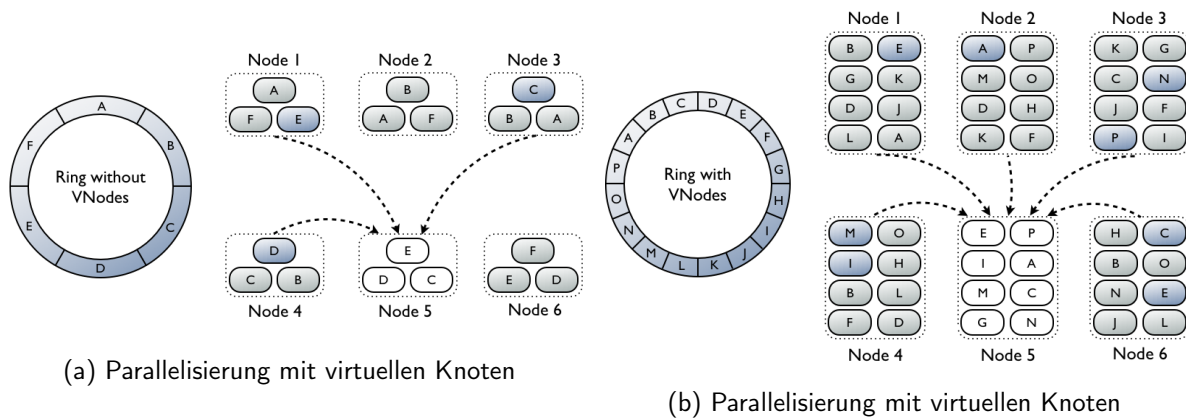 Node 1 Node 2 Node 3
A B C
F E A F B A
Ring without
VNodes
A
B
C
D
E
F
D E F
C B D C E D
Node 4 Node 5 Node 6
(a) Parallelisierung mit virtuellen Knoten
Node 1 Node 2 Node 3
B E A P K G
G K M O C N
D J D H J F
L A K F P I
Ring with
VNodes
A
B
C
D
E
F
G
H
I
J
K
L
M
N
O
P
M O E P H C
I H I A B O
B L M C N E
F D G N J L
Node 4 Node 5 Node 6
(b) Parallelisierung mit virtuellen Knoten